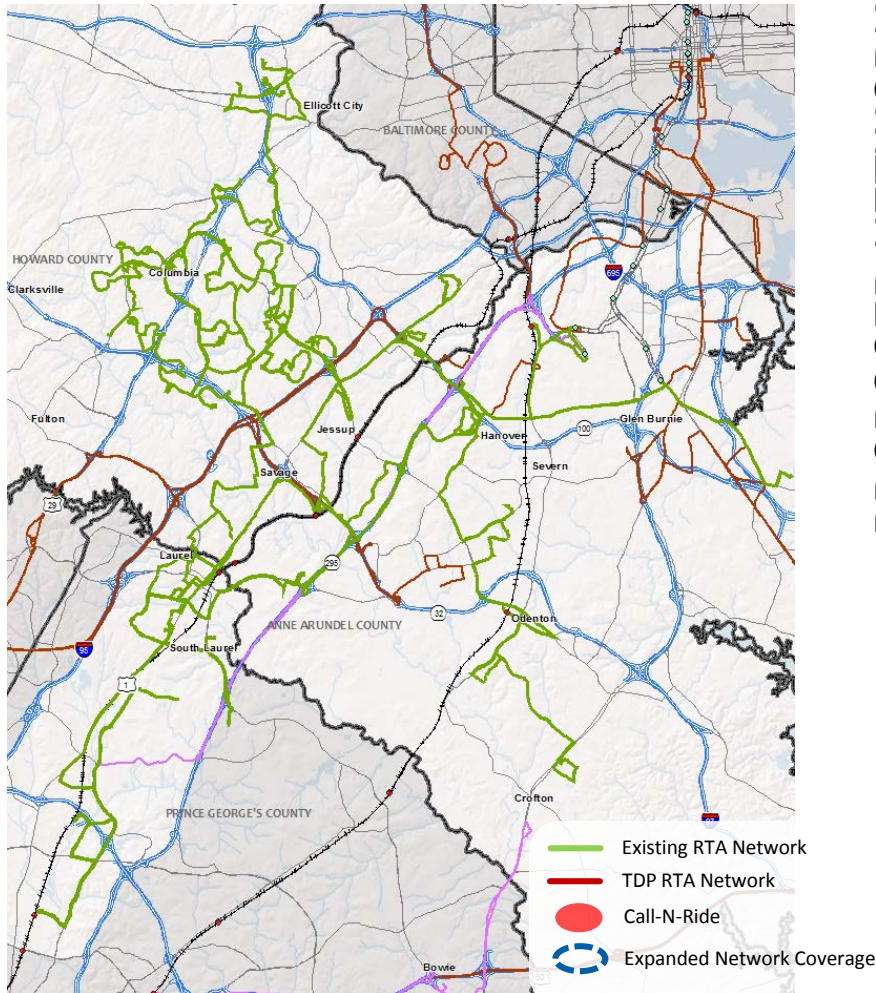 Ellicott City
BALTIMORE COUNTY
HOWARD COUNTY
Columbia
Clarksville
695
Fulton
Jessup
Hanover
100
Glen Burnie
Severn
Savage
29
Laurel
295
32
Odenton
ANNE ARUNDEL COUNTY
95
South Laurel
1
PRINCE GEORGE'S COUNTY
Crofton
97
Bowie
Existing RTA Network
TDP RTA Network
Call-N-Ride
Expanded Network Coverage